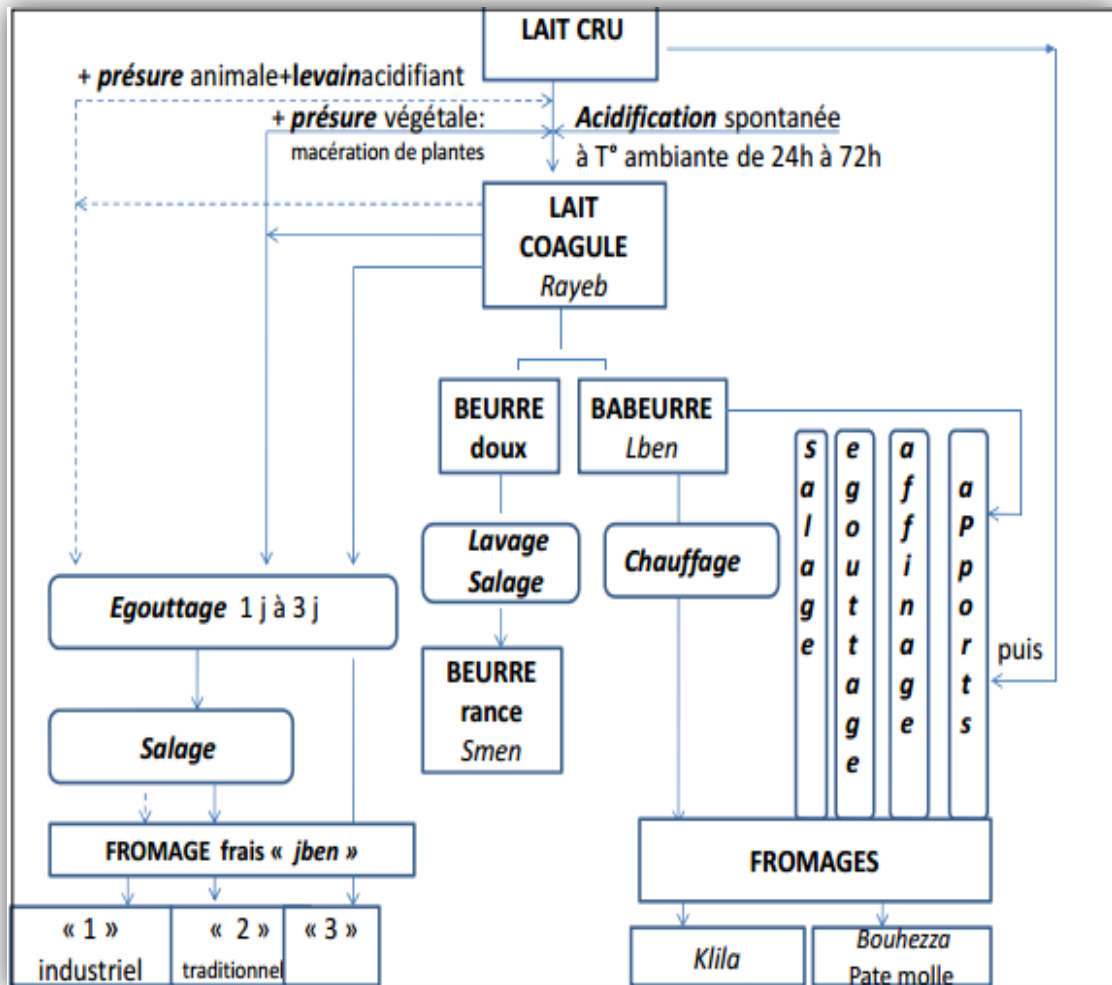 LAIT CRU
+ présure animale+levainacidifiant
+ présure végétale:
macération de plantes
Acidification spontanée
à T° ambiante de 24h à 72h
LAIT
COAGULE
Rayeb
BEURRE
doux
BABEURRE
Lben
Lavage
Salage
Chauffage
salage
egouttage
affinage
aPports
puis
Egouttage 1 j à 3 j
BEURRE
rance
Smen
Salage
FROMAGE frais « jben »
FROMAGES
« 1 »
industriel
« 2 »
traditionnel
« 3 »
Klila
Bouhezza
Pate molle